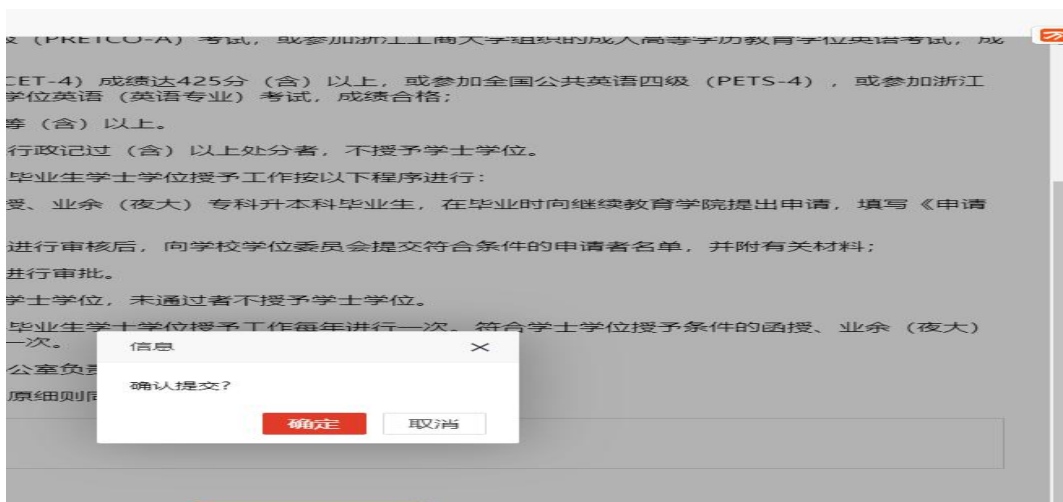 （PRETCO-A）考试，或参加浙江工商大学组织的成人高等学历教育学位英语考试，成
CET-4）成绩达425分（含）以上，或参加全国公共英语四级（PETS-4），或参加浙江
学位英语（英语专业）考试，成绩合格；
等（含）以上。
行政记过（含）以上处分者，不授予学士学位。
毕业生学士学位授予工作按以下程序进行：
授、业余（夜大）专科升本科毕业生，在毕业时向继续教育学院提出申请，填写《申请
进行审核后，向学校学位委员会提交符合条件的申请者名单，并附有关材料；
进行审批。
学士学位，未通过者不授予学士学位。
毕业生学士学位授予工作每年进行一次。符合学士学位授予条件的函授、业余（夜大）
一次。
公室负责
原细则同
信息
确认提交？
确定 取消